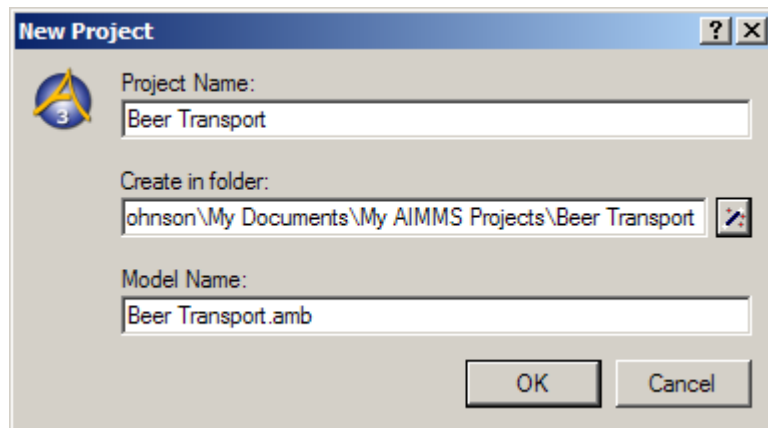 New Project
3
Project Name:
Beer Transport
Create in folder:
ohnson\My Documents\My AIMMS Projects\Beer Transport
Model Name:
Beer Transport.amb
OK Cancel